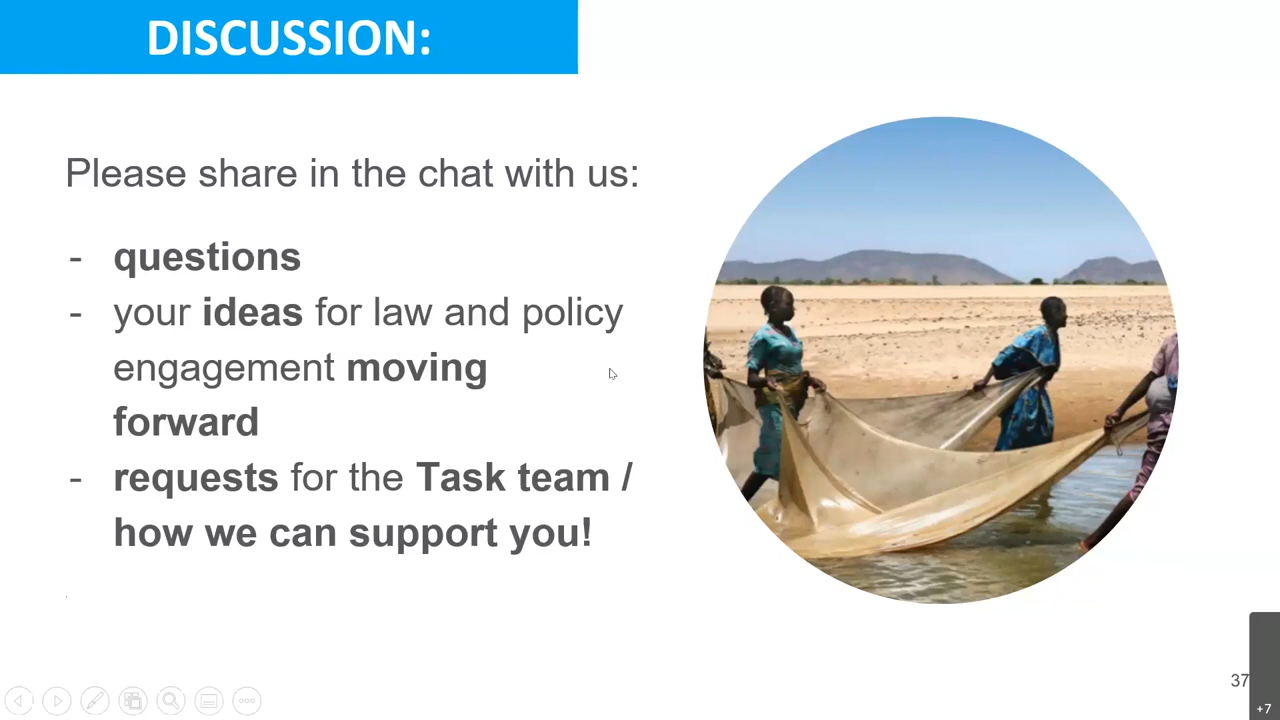 DISCUSSION:
Please share in the chat with us:
- questions
- your ideas for law and policy
engagement moving
forward
- requests for the Task team /
how we can support you!
37
+7